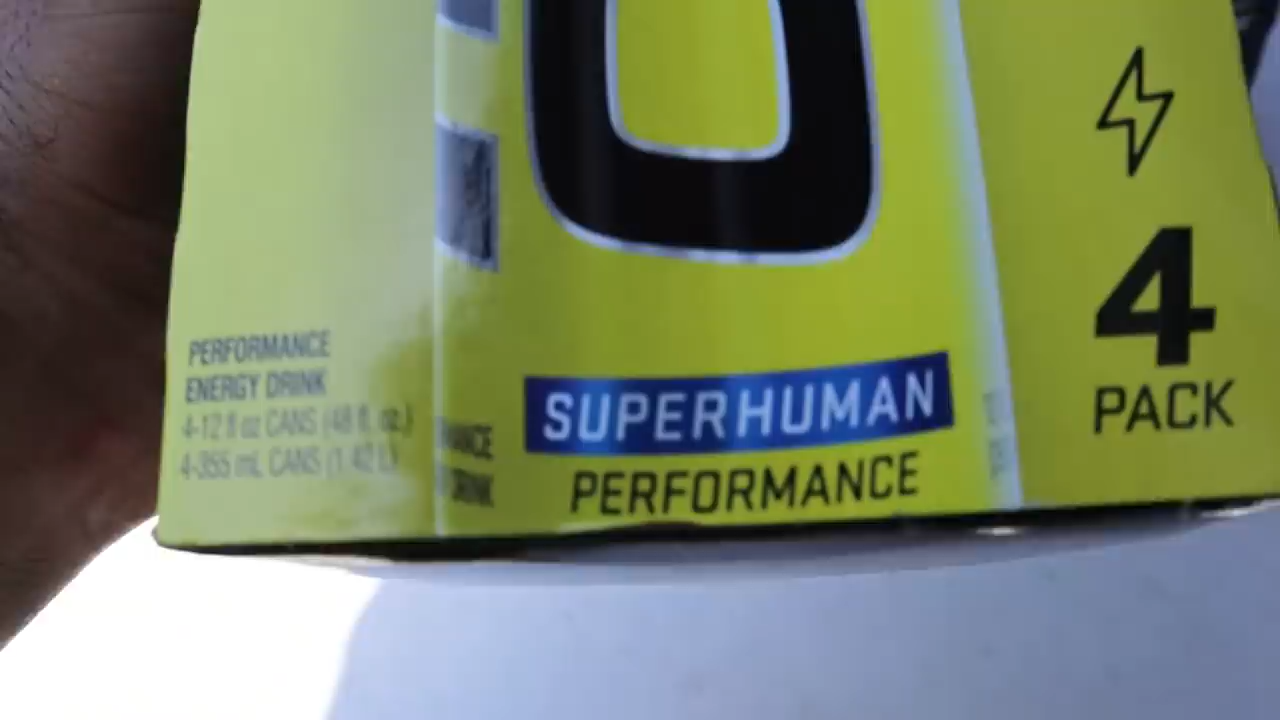 PERFORMANCE
ENERGY DRINK
4-12 fl oz CANS (48 fl. oz.)
4-355 mL CANS (1.42 L)
SUPERHUMAN
PERFORMANCE
4
PACK